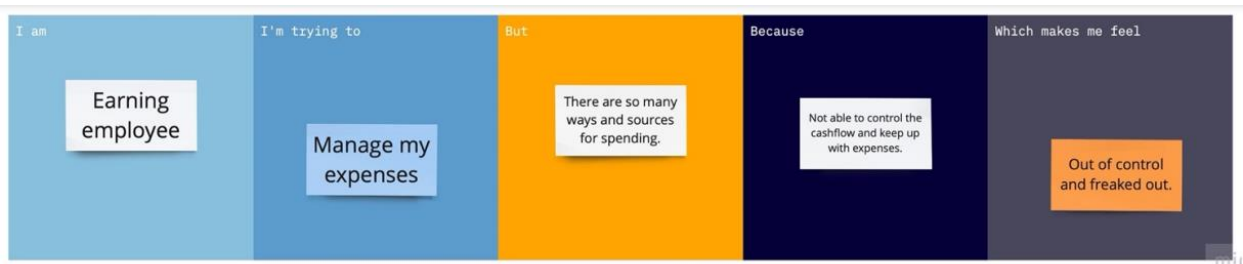 I am
Earning
employee
I'm trying to
Manage my
expenses
But
There are so many
ways and sources
for spending.
Because
Not able to control the
cashflow and keep up
with expenses.
Which makes me feel
Out of control
and freaked out.